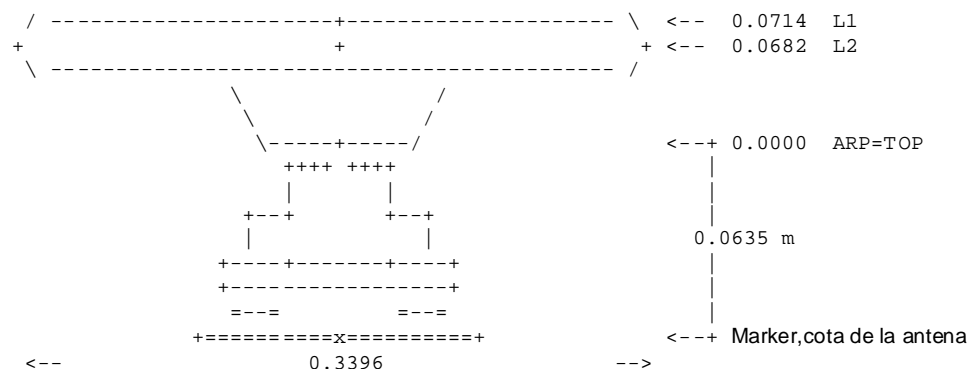 / ----------------------+--------------------- \ <-- 0.0714 L1
+ + + <-- 0.0682 L2
\ ------------------------------------------- /
\ /
\ /
\-----+-----/ <--+ 0.0000 ARP=TOP
++++ ++++ |
| | |
+--+ +--+ |
| | 0.0635 m
+----+-------+----+ |
+-----------------+ |
=--= =--= |
+==========x==========+ <--+ Marker,cota de la antena
<-- 0.3396 -->